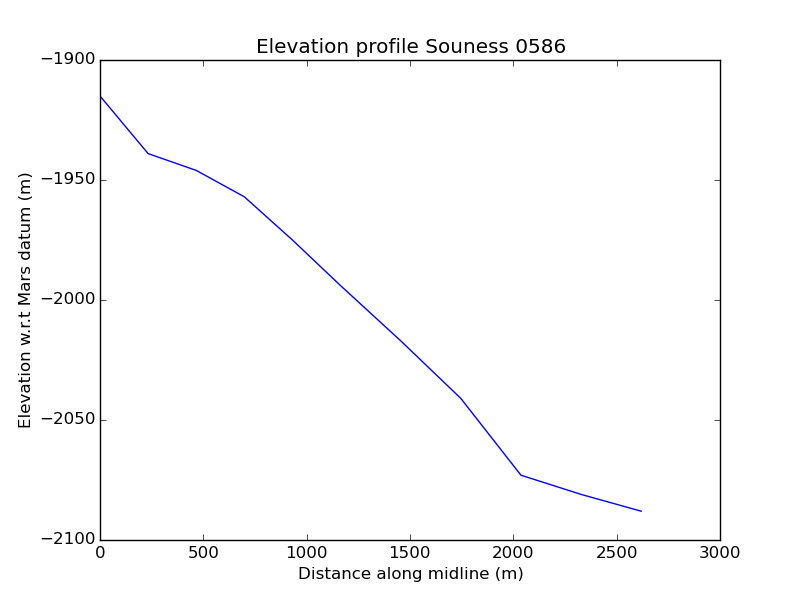 Elevation profile Souness 0586
−1900
−1950
−2000
−2050
−2100
Elevation w.r.t Mars datum (m)
0 500 1000 1500 2000 2500 3000
Distance along midline (m)